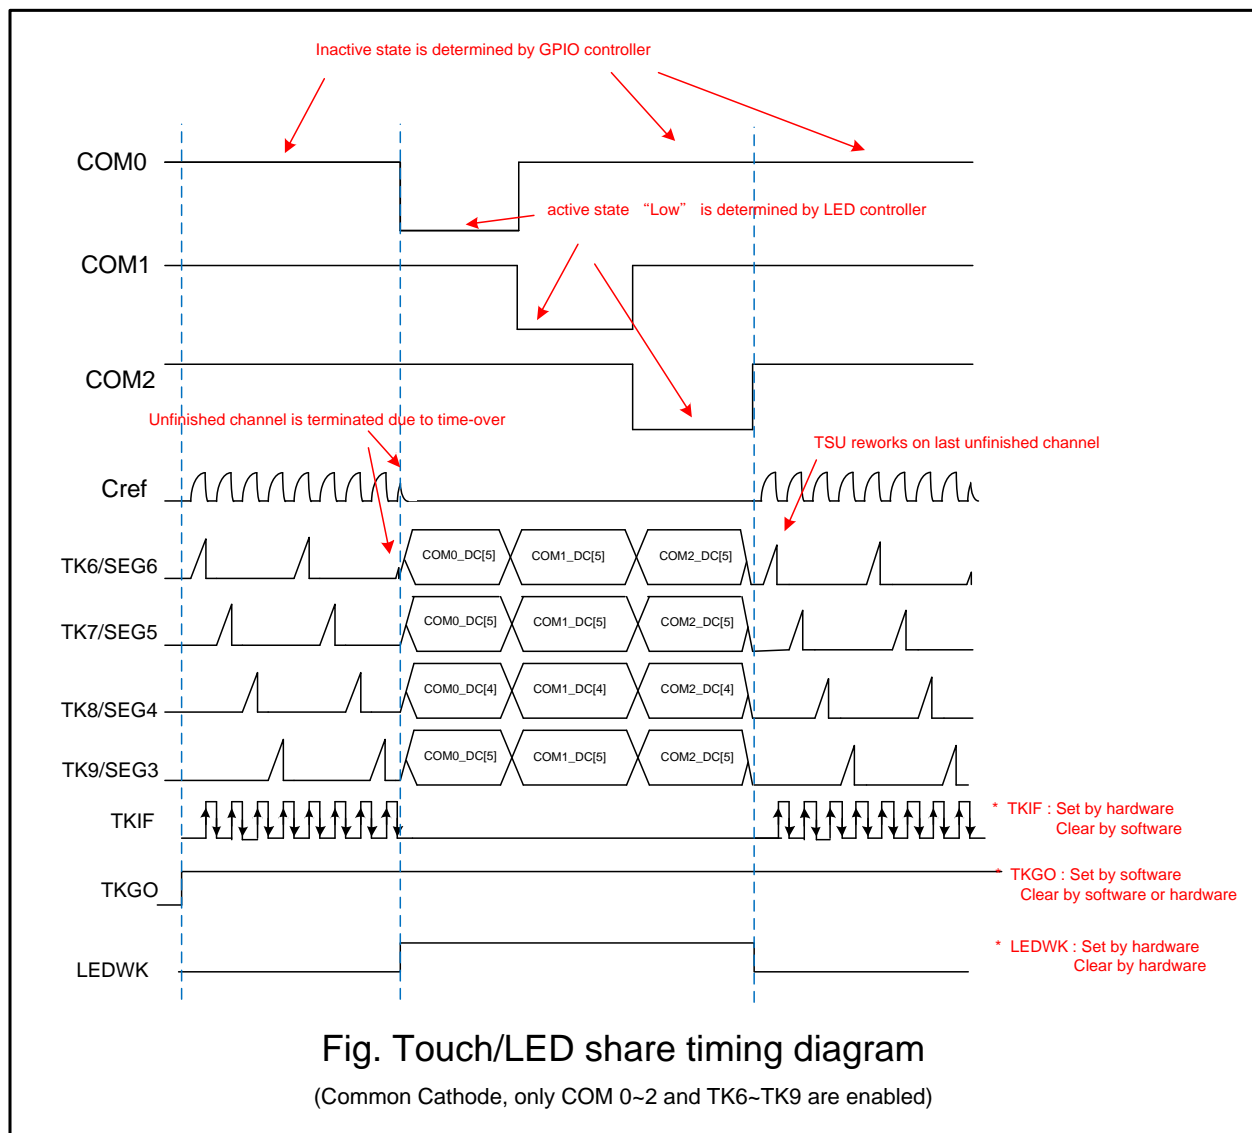 Inactive state is determined by GPIO controller
COM0
active state “Low” is determined by LED controller
COM1
COM2
Unfinished channel is terminated due to time-over
TSU reworks on last unfinished channel
Cref
TK6/SEG6
COM0_DC[5]
COM1_DC[5]
COM2_DC[5]
TK7/SEG5
COM0_DC[5]
COM1_DC[5]
COM2_DC[5]
TK8/SEG4
COM0_DC[4]
COM1_DC[4]
COM2_DC[4]
TK9/SEG3
COM0_DC[5]
COM1_DC[5]
COM2_DC[5]
TKIF
* TKIF : Set by hardware
Clear by software
TKGO
* TKGO : Set by software
Clear by software or hardware
LEDWK
* LEDWK : Set by hardware
Clear by hardware
Fig. Touch/LED share timing diagram
(Common Cathode, only COM 0~2 and TK6~TK9 are enabled)